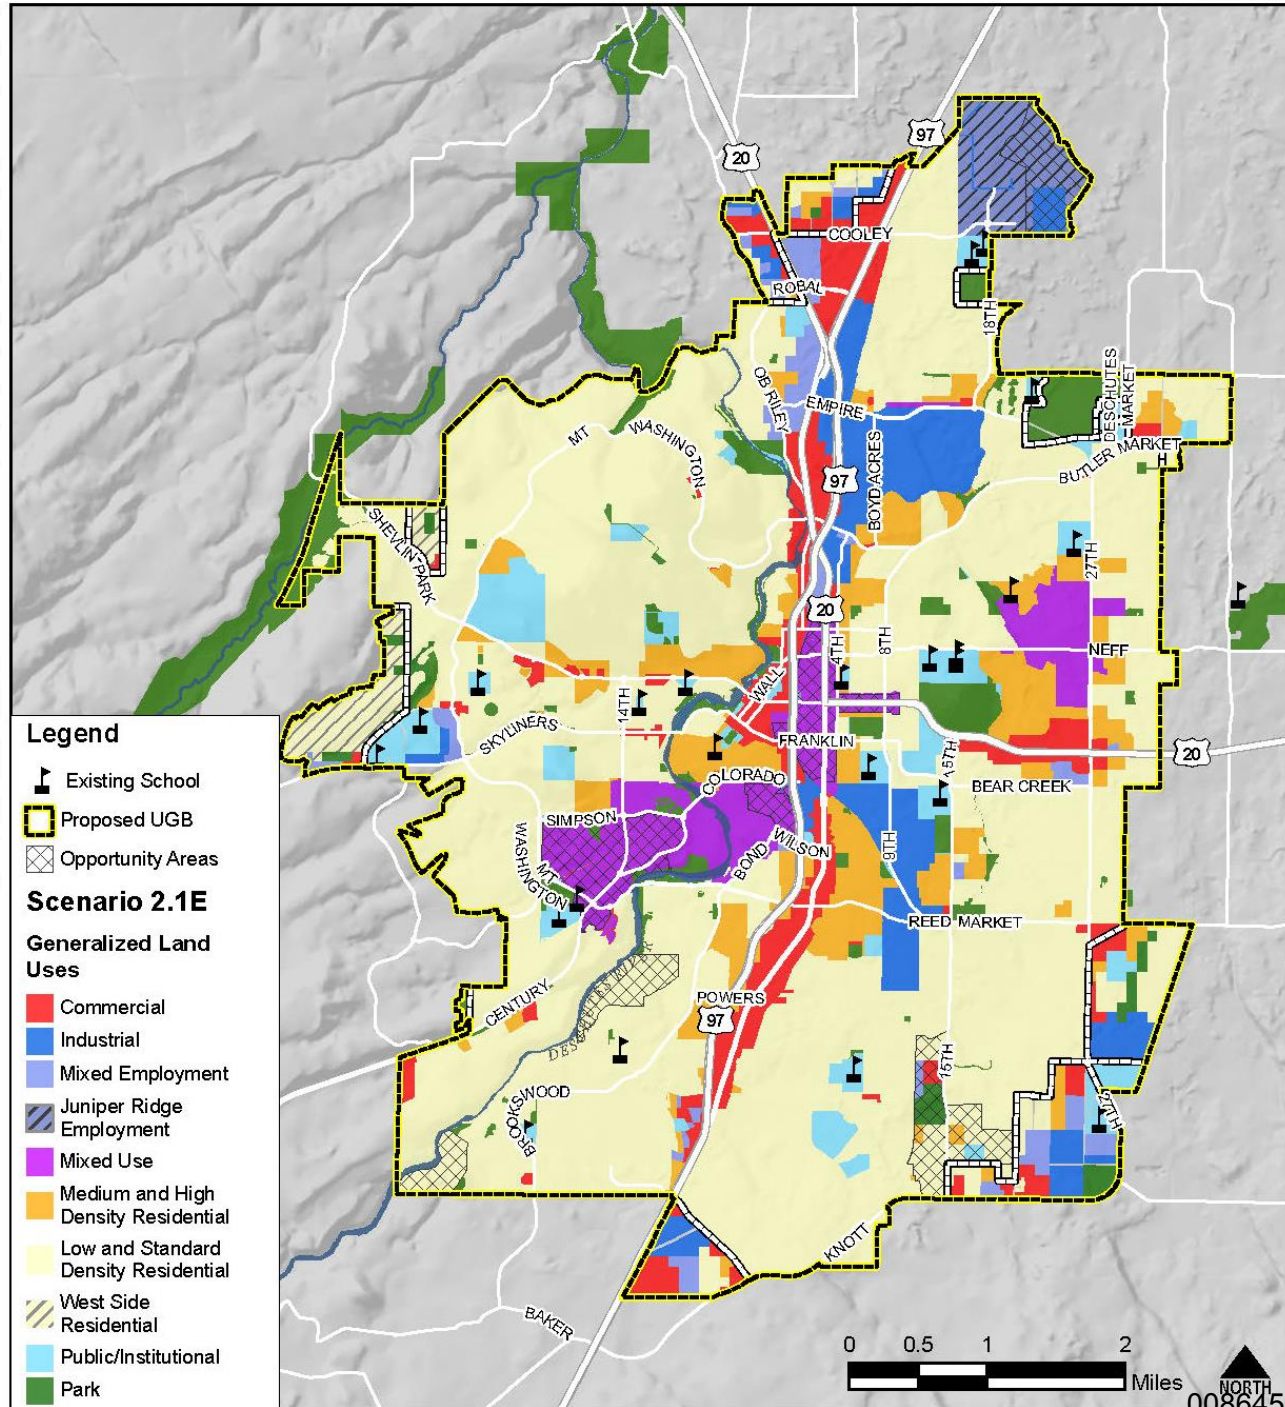 97
20
COOLEY
ROBAL
18TH
DESCHUTES
MARKET
OB RILEY
EMPIRE
MT
WASHINGTON
BOYD ACRES
BUTLER MARKET
97
SHEVLIN PARK
27TH
20
4TH
8TH
NEFF
WALL
14TH
SKYLINERS
FRANKLIN
15TH
20
COLORADO
BEAR CREEK
SIMPSON
WILSON
BOND
9TH
MT
WASHINGTON
REED MARKET
DESCHUTES RIVER
CENTURY
POWERS
97
15TH
BROOKSWOOD
27TH
KNOTT
BAKER
Legend
Existing School
Proposed UGB
Opportunity Areas
Scenario 2.1E
Generalized Land
Uses
Commercial
Industrial
Mixed Employment
Juniper Ridge
Employment
Mixed Use
Medium and High
Density Residential
Low and Standard
Density Residential
West Side
Residential
Public/Institutional
Park
0 0.5 1 2
Miles
NORTH
008645